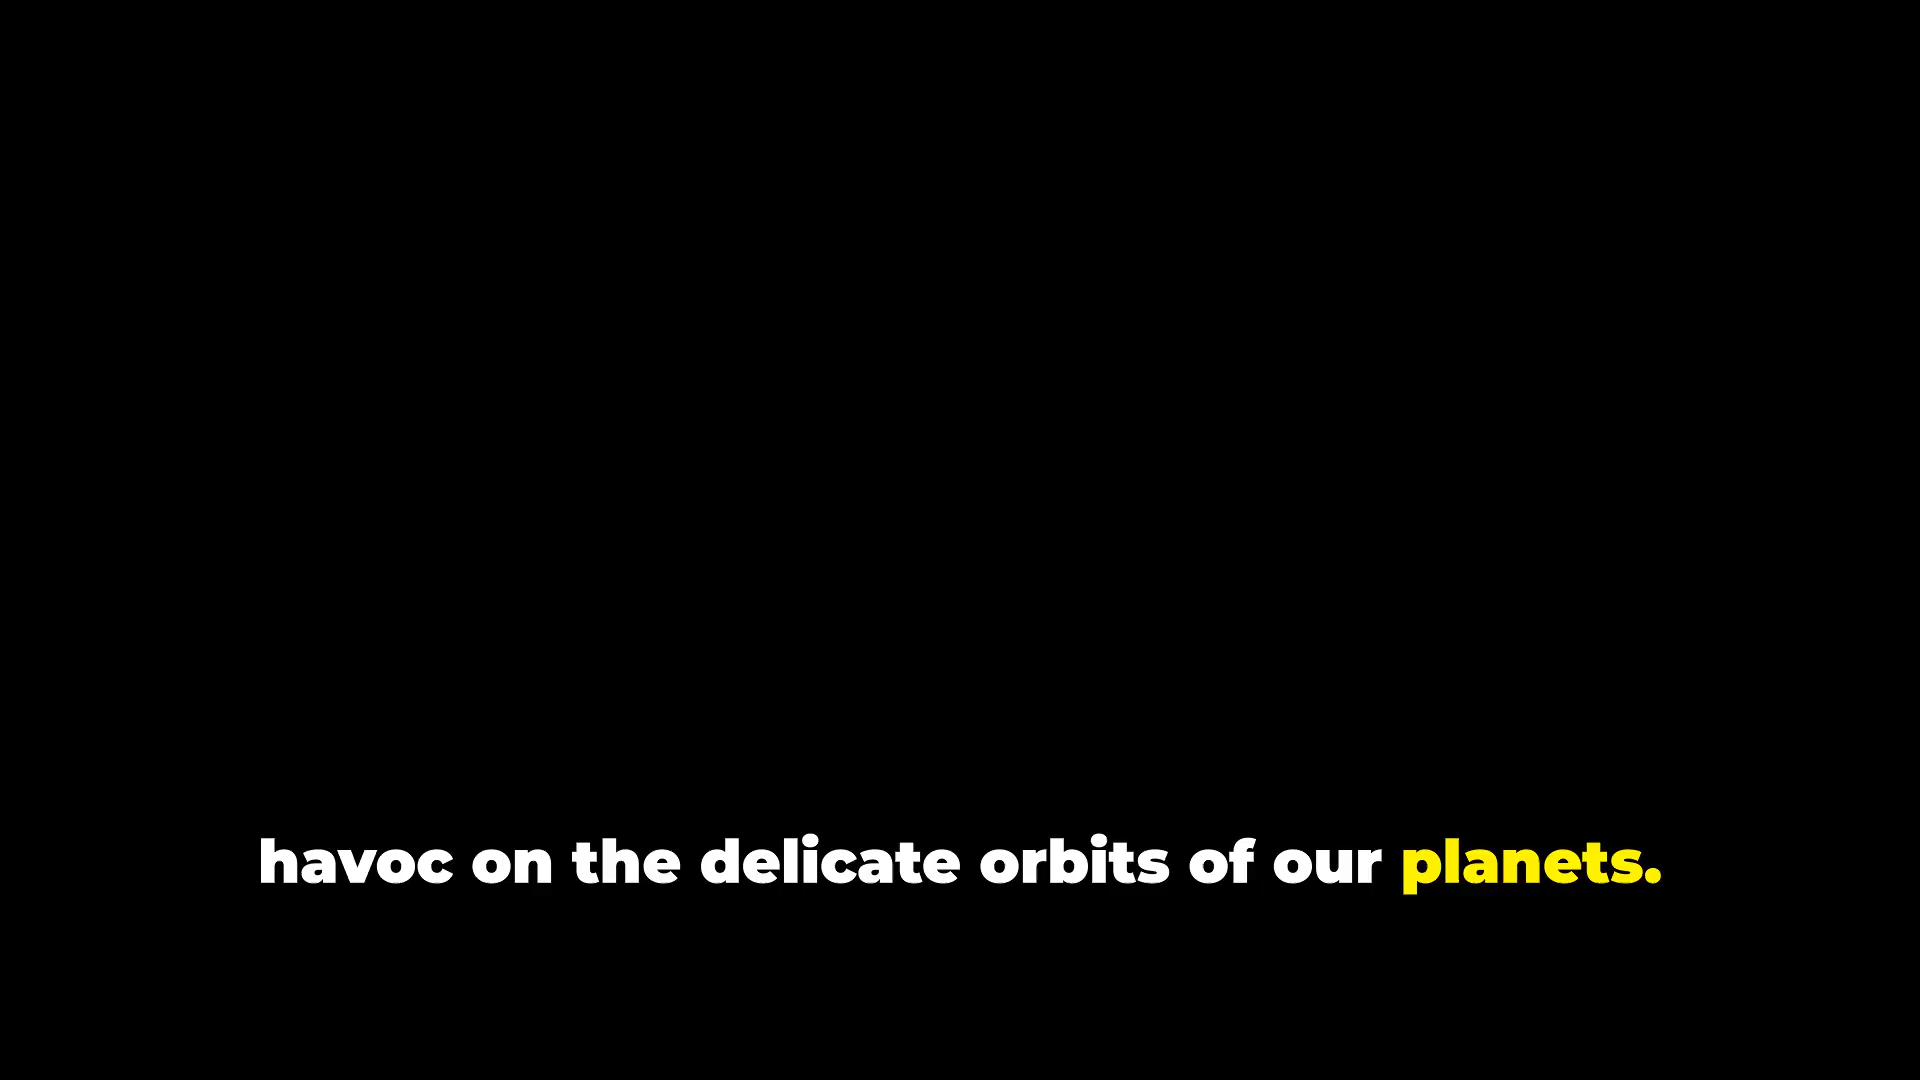 havoc on the delicate orbits of our planets.